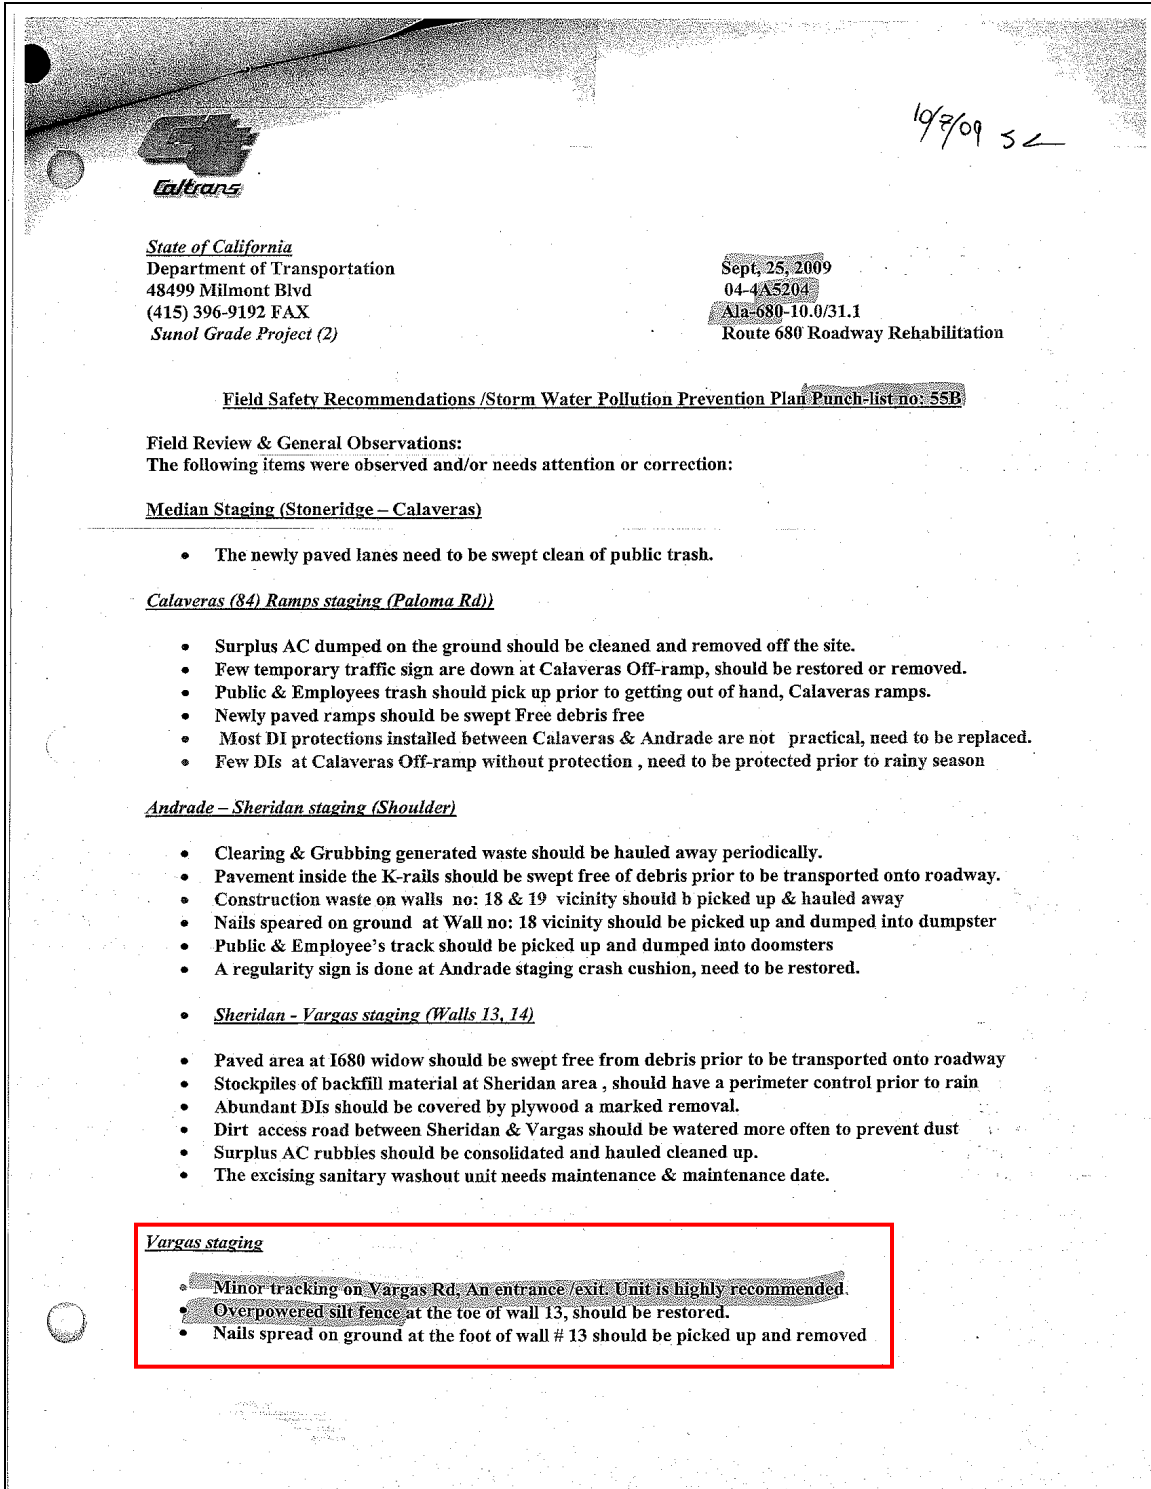 10/7/09 SL
Caltrans
State of California
Department of Transportation
48499 Milmont Blvd
(415) 396-9192 FAX
Sunol Grade Project (2)
Sept, 25, 2009
04-4A5204
Ala-680-10.0/31.1
Route 680 Roadway Rehabilitation
Field Safety Recommendations /Storm Water Pollution Prevention Plan Punch-list no: 55B
Field Review & General Observations:
The following items were observed and/or needs attention or correction:
Median Staging (Stoneridge – Calaveras)
• The newly paved lanes need to be swept clean of public trash.
Calaveras (84) Ramps staging (Paloma Rd))
• Surplus AC dumped on the ground should be cleaned and removed off the site.
• Few temporary traffic sign are down at Calaveras Off-ramp, should be restored or removed.
• Public & Employees trash should pick up prior to getting out of hand, Calaveras ramps.
• Newly paved ramps should be swept Free debris free
• Most DI protections installed between Calaveras & Andrade are not practical, need to be replaced.
• Few DIs at Calaveras Off-ramp without protection , need to be protected prior to rainy season
Andrade – Sheridan staging (Shoulder)
• Clearing & Grubbing generated waste should be hauled away periodically.
• Pavement inside the K-rails should be swept free of debris prior to be transported onto roadway.
• Construction waste on walls no: 18 & 19 vicinity should b picked up & hauled away
• Nails speared on ground at Wall no: 18 vicinity should be picked up and dumped into dumpster
• Public & Employee's track should be picked up and dumped into doomsters
• A regularity sign is done at Andrade staging crash cushion, need to be restored.
• Sheridan - Vargas staging (Walls 13, 14)
• Paved area at I680 widow should be swept free from debris prior to be transported onto roadway
• Stockpiles of backfill material at Sheridan area , should have a perimeter control prior to rain
• Abundant DIs should be covered by plywood a marked removal.
• Dirt access road between Sheridan & Vargas should be watered more often to prevent dust
• Surplus AC rubbles should be consolidated and hauled cleaned up.
• The excising sanitary washout unit needs maintenance & maintenance date.
Vargas staging
• Minor tracking on Vargas Rd, An entrance /exit. Unit is highly recommended.
• Overpowered silt fence at the toe of wall 13, should be restored.
• Nails spread on ground at the foot of wall # 13 should be picked up and removed